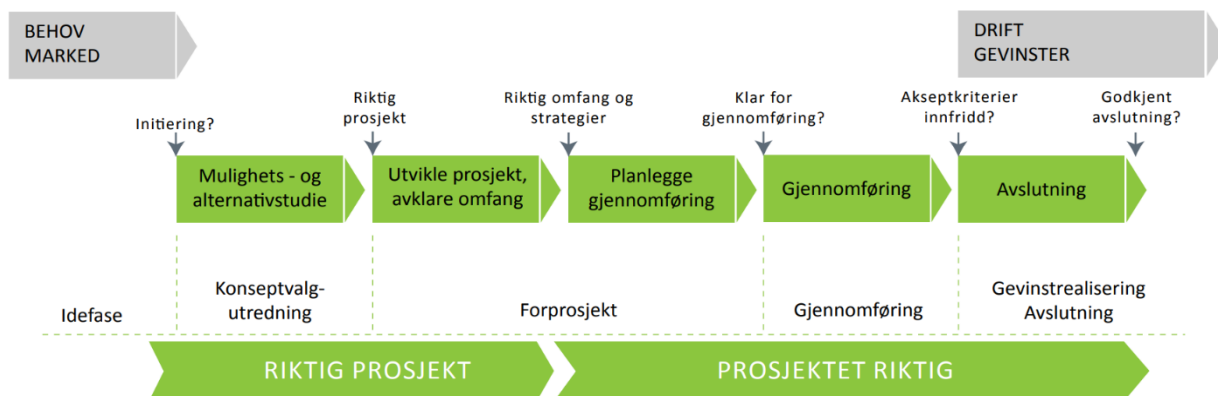 BEHOV
MARKED
DRIFT
GEVINSTER
Initiering?
Riktig
prosjekt
Riktig omfang og
strategier
Klar for
gjennomføring?
Akseptkriterier
innfridd?
Godkjent
avslutning?
Mulighets - og
alternativstudie
Utvikle prosjekt,
avklare omfang
Planlegge
gjennomføring
Gjennomføring
Avslutning
Idefase
Konseptvalg-
utredning
Forprosjekt
Gjennomføring
Gevinstrealisering
Avslutning
RIKTIG PROSJEKT
PROSJEKTET RIKTIG